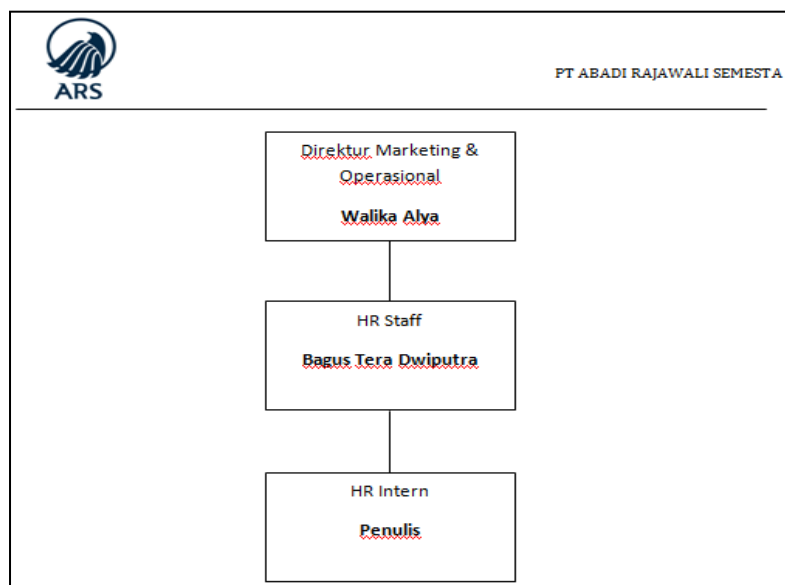 ARS
PT ABADI RAJAWALI SEMESTA
Direktur Marketing &
Operasional
Walika Alya
HR Staff
Bagus Tera Dwiputra
HR Intern
Penulis